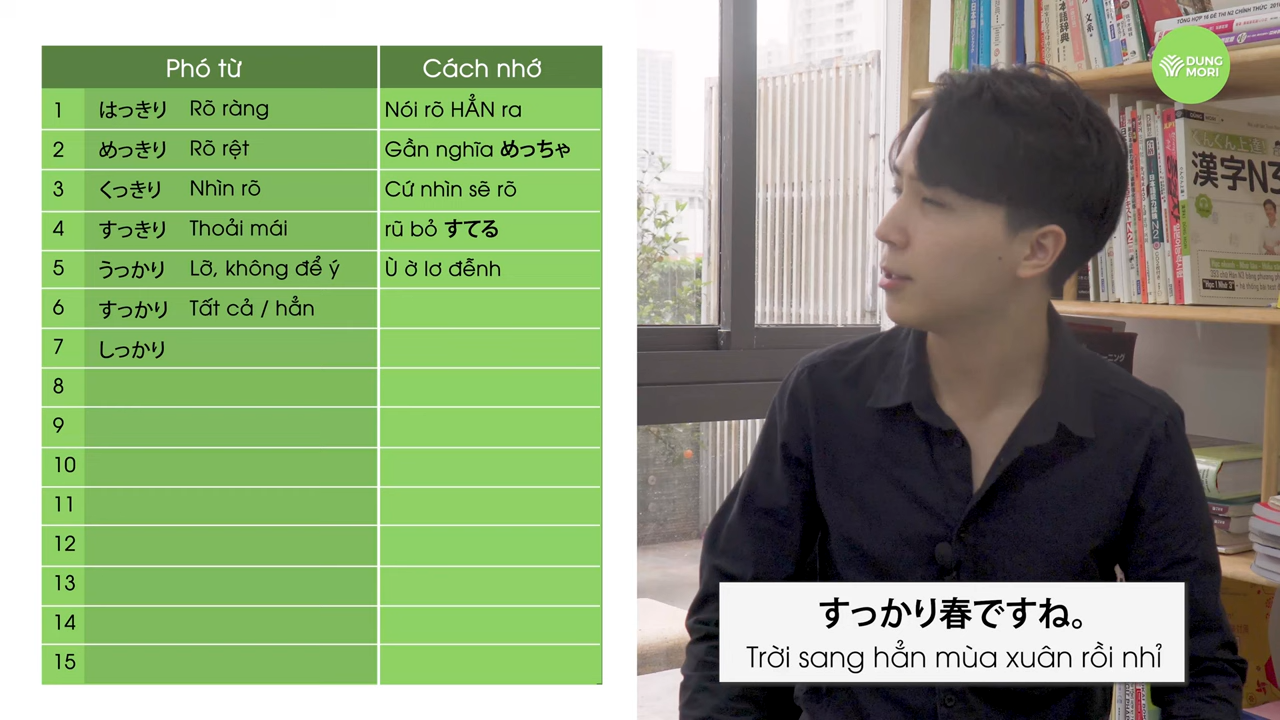 Phó từ Cách nhớ
1 はっきり Rõ ràng Nói rõ HẲN ra
2 めっきり Rõ rệt Gần nghĩa めっちゃ
3 くっきり Nhìn rõ Cứ nhìn sẽ rõ
4 すっきり Thoải mái rũ bỏ すてる
5 うっかり Lỡ, không để ý Ù ờ lơ đễnh
6 すっかり Tất cả / hẳn
7 しっかり
8
9
10
11
12
13
14
15
DUNG
MORI
漢字N3
すっかり春ですね。
Trời sang hẳn mùa xuân rồi nhỉ